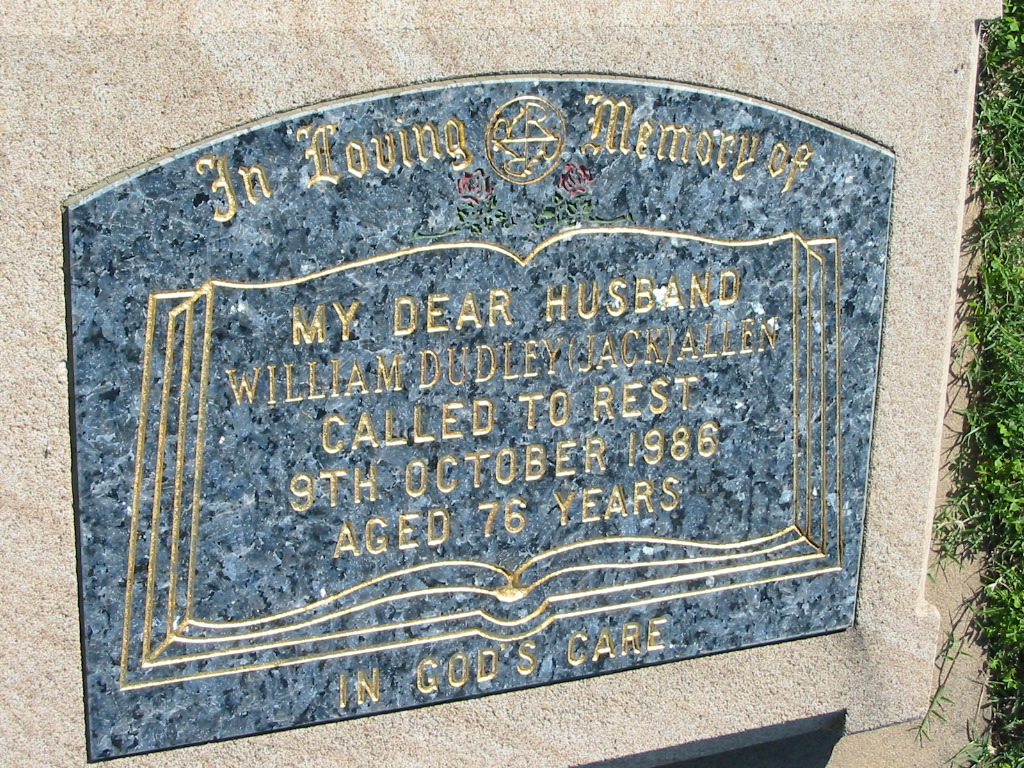 In Loving Memory of
MY DEAR HUSBAND
WILLIAM DUDLEY (JACK) ALLEN
CALLED TO REST
9TH OCTOBER 1986
AGED 76 YEARS
IN GOD'S CARE